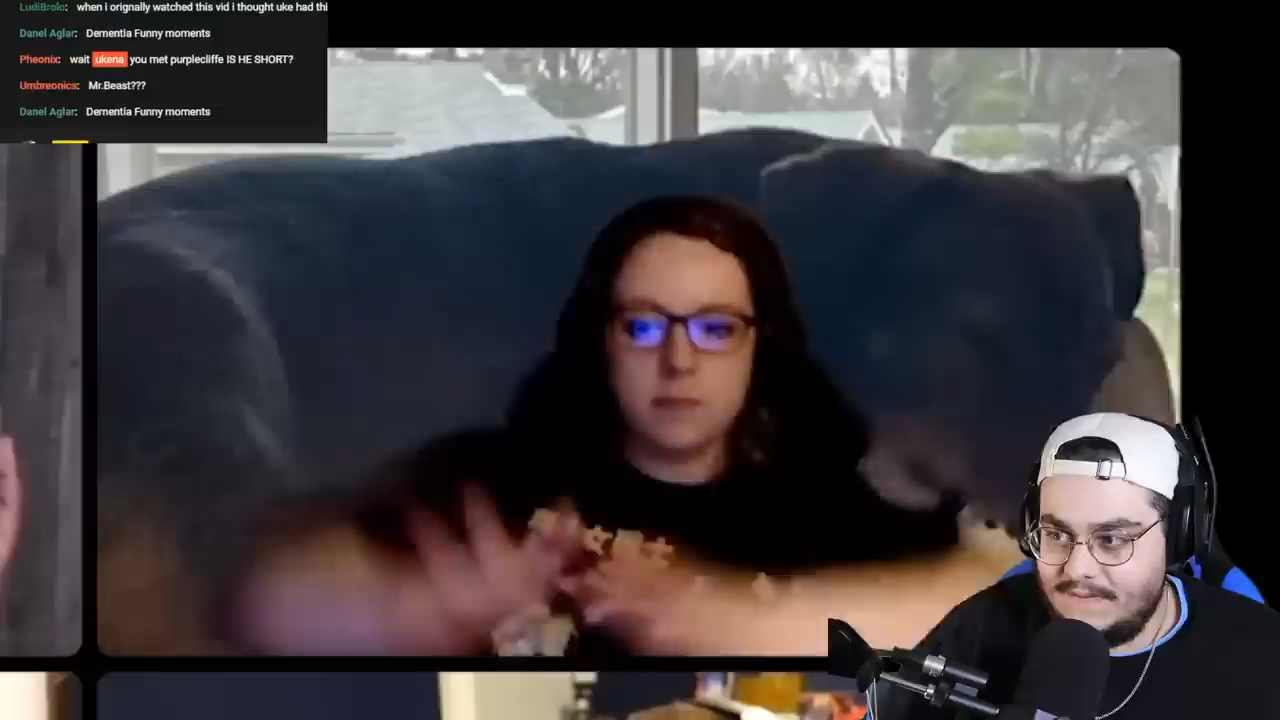 LudiBrolo: when i orignally watched this vid i thought uke had thi
Danel Aglar: Dementia Funny moments
Pheonix: wait ukena you met purplecliffe IS HE SHORT?
Umbreonics: Mr.Beast???
Danel Aglar: Dementia Funny moments